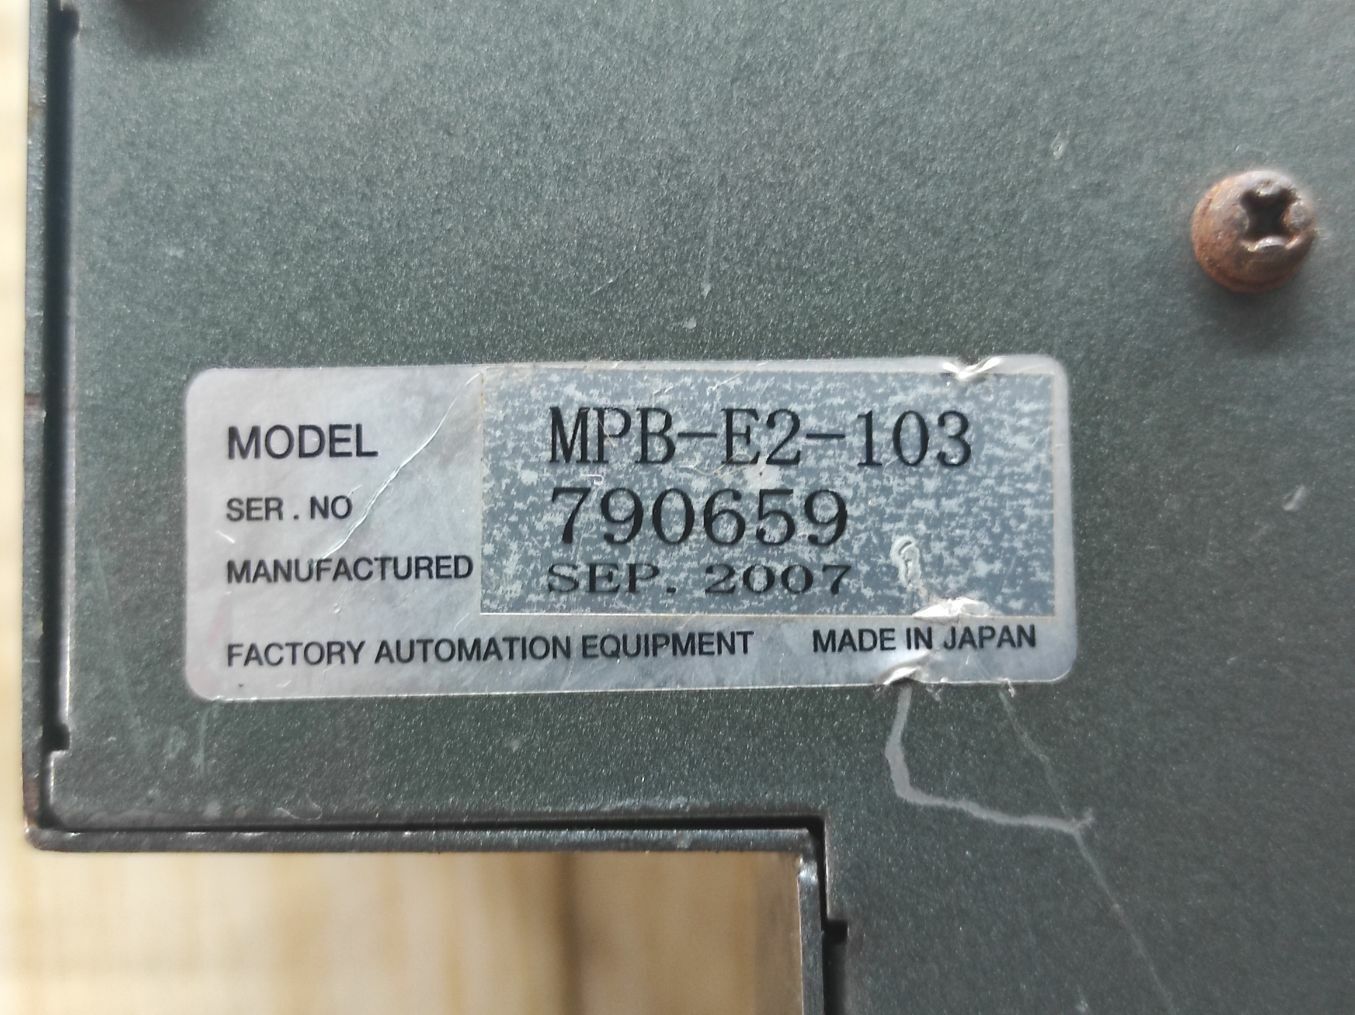 MODEL MPB-E2-103
SER. NO 790659
MANUFACTURED SEP. 2007
FACTORY AUTOMATION EQUIPMENT MADE IN JAPAN